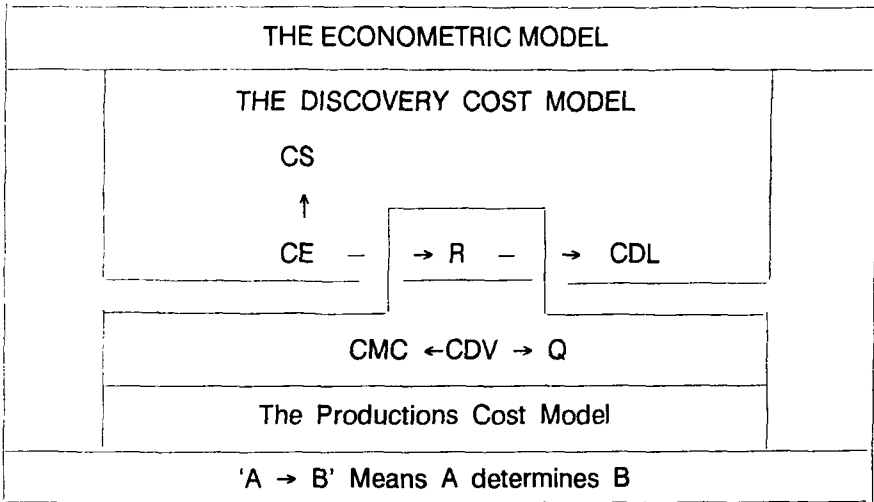 THE ECONOMETRIC MODEL
THE DISCOVERY COST MODEL
CS
↑
CE – → R – → CDL
CMC ←CDV → Q
The Productions Cost Model
'A → B' Means A determines B